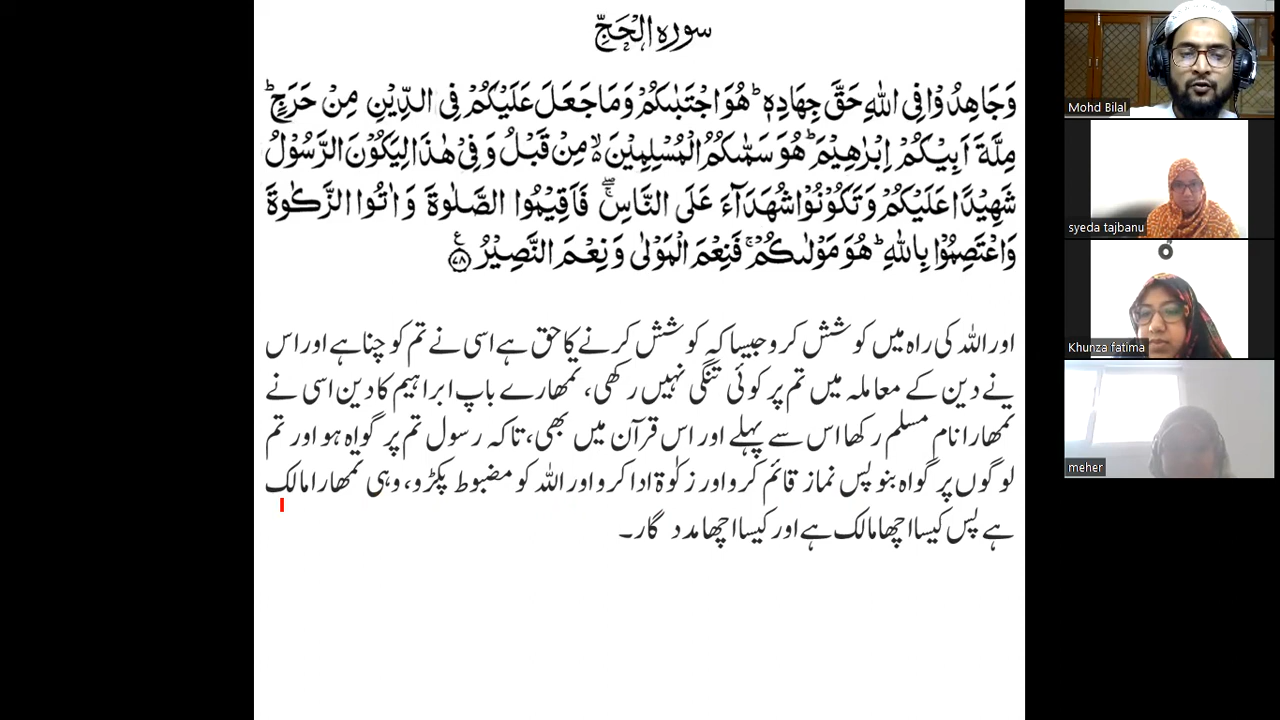 سورہ الحَجِّ
وَجَاهِدُوْا فِی اللّٰهِ حَقَّ جِهَادِهٖ ؕ هُوَ اجْتَبٰىكُمْ وَمَا جَعَلَ عَلَيْكُمْ فِی الدِّيْنِ مِنْ حَرَجٍ ؕ
مِلَّةَ اَبِيْكُمْ اِبْرٰهِيْمَ ؕ هُوَ سَمّٰىكُمُ الْمُسْلِمِيْنَ ۙ مِنْ قَبْلُ وَفِیْ هٰذَا لِيَكُوْنَ الرَّسُوْلُ
شَهِيْدًا عَلَيْكُمْ وَتَكُوْنُوْا شُهَدَآءَ عَلَی النَّاسِ ۖۚ فَاَقِيْمُوا الصَّلٰوةَ وَاٰتُوا الزَّكٰوةَ
وَاعْتَصِمُوْا بِاللّٰهِ ؕ هُوَ مَوْلٰىكُمْ ۚ فَنِعْمَ الْمَوْلٰی وَنِعْمَ النَّصِيْرُ ۧ ﴿۷۸﴾
اور اللہ کی راہ میں کوشش کرو جیسا کہ کوشش کرنے کا حق ہے اسی نے تم کو چنا ہے اور اس
نے دین کے معاملہ میں تم پر کوئی تنگی نہیں رکھی، تمھارے باپ ابراہیم کا دین اسی نے
تمھارا نام مسلم رکھا اس سے پہلے اور اس قرآن میں بھی، تاکہ رسول تم پر گواہ ہو اور تم
لوگوں پر گواہ بنو پس نماز قائم کرو اور زکوٰۃ ادا کرو اور اللہ کو مضبوط پکڑو، وہی تمھارا مالک
ہے پس کیسا اچھا مالک ہے اور کیسا اچھا مدد گار۔
Mohd Bilal
syeda tajbanu
Khunza fatima
meher